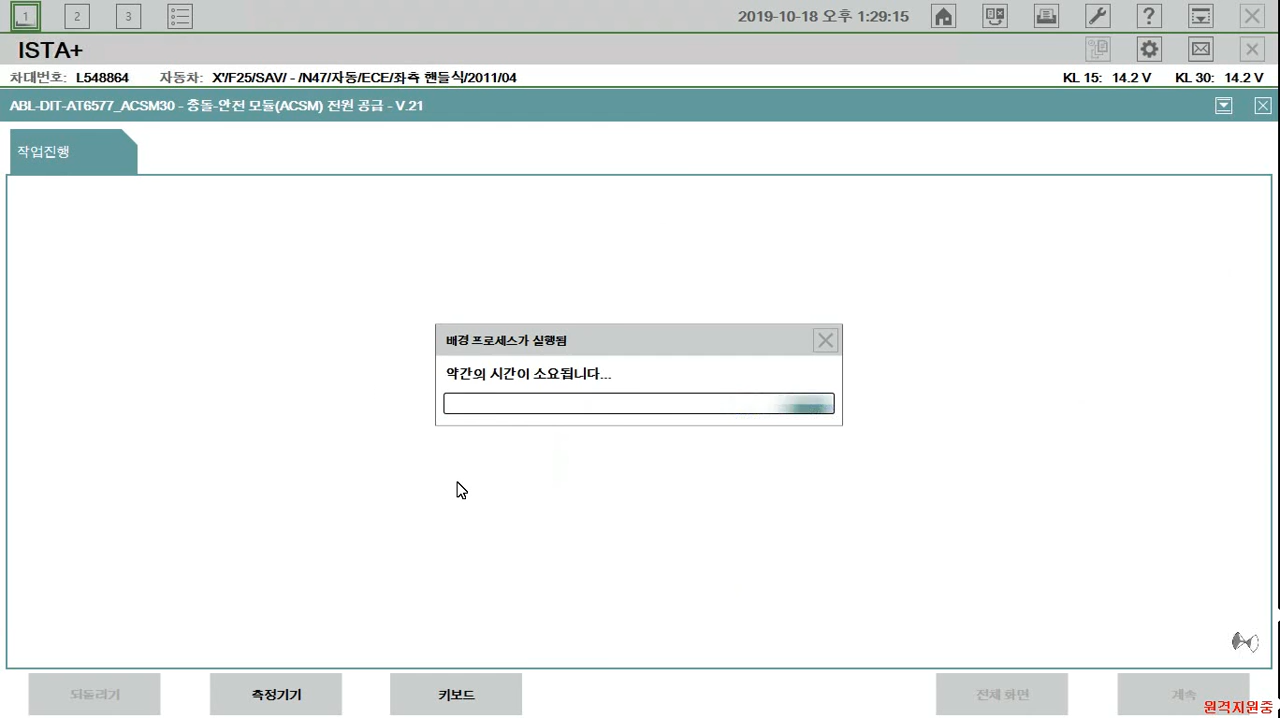 1 2 3 2019-10-18 오후 1:29:15 ?
ISTA+
차대번호: L548864 자동차: X'/F25/SAV/ - /N47/자동/ECE/좌측 핸들식/2011/04 KL 15: 14.2 V KL 30: 14.2 V
ABL-DIT-AT6577_ACSM30 - 충돌-안전 모듈(ACSM) 전원 공급 - V.21
작업진행
배경 프로세스가 실행됨
약간의 시간이 소요됩니다...
되돌리기 측정기기 키보드 전체 화면 계속
원격지원중